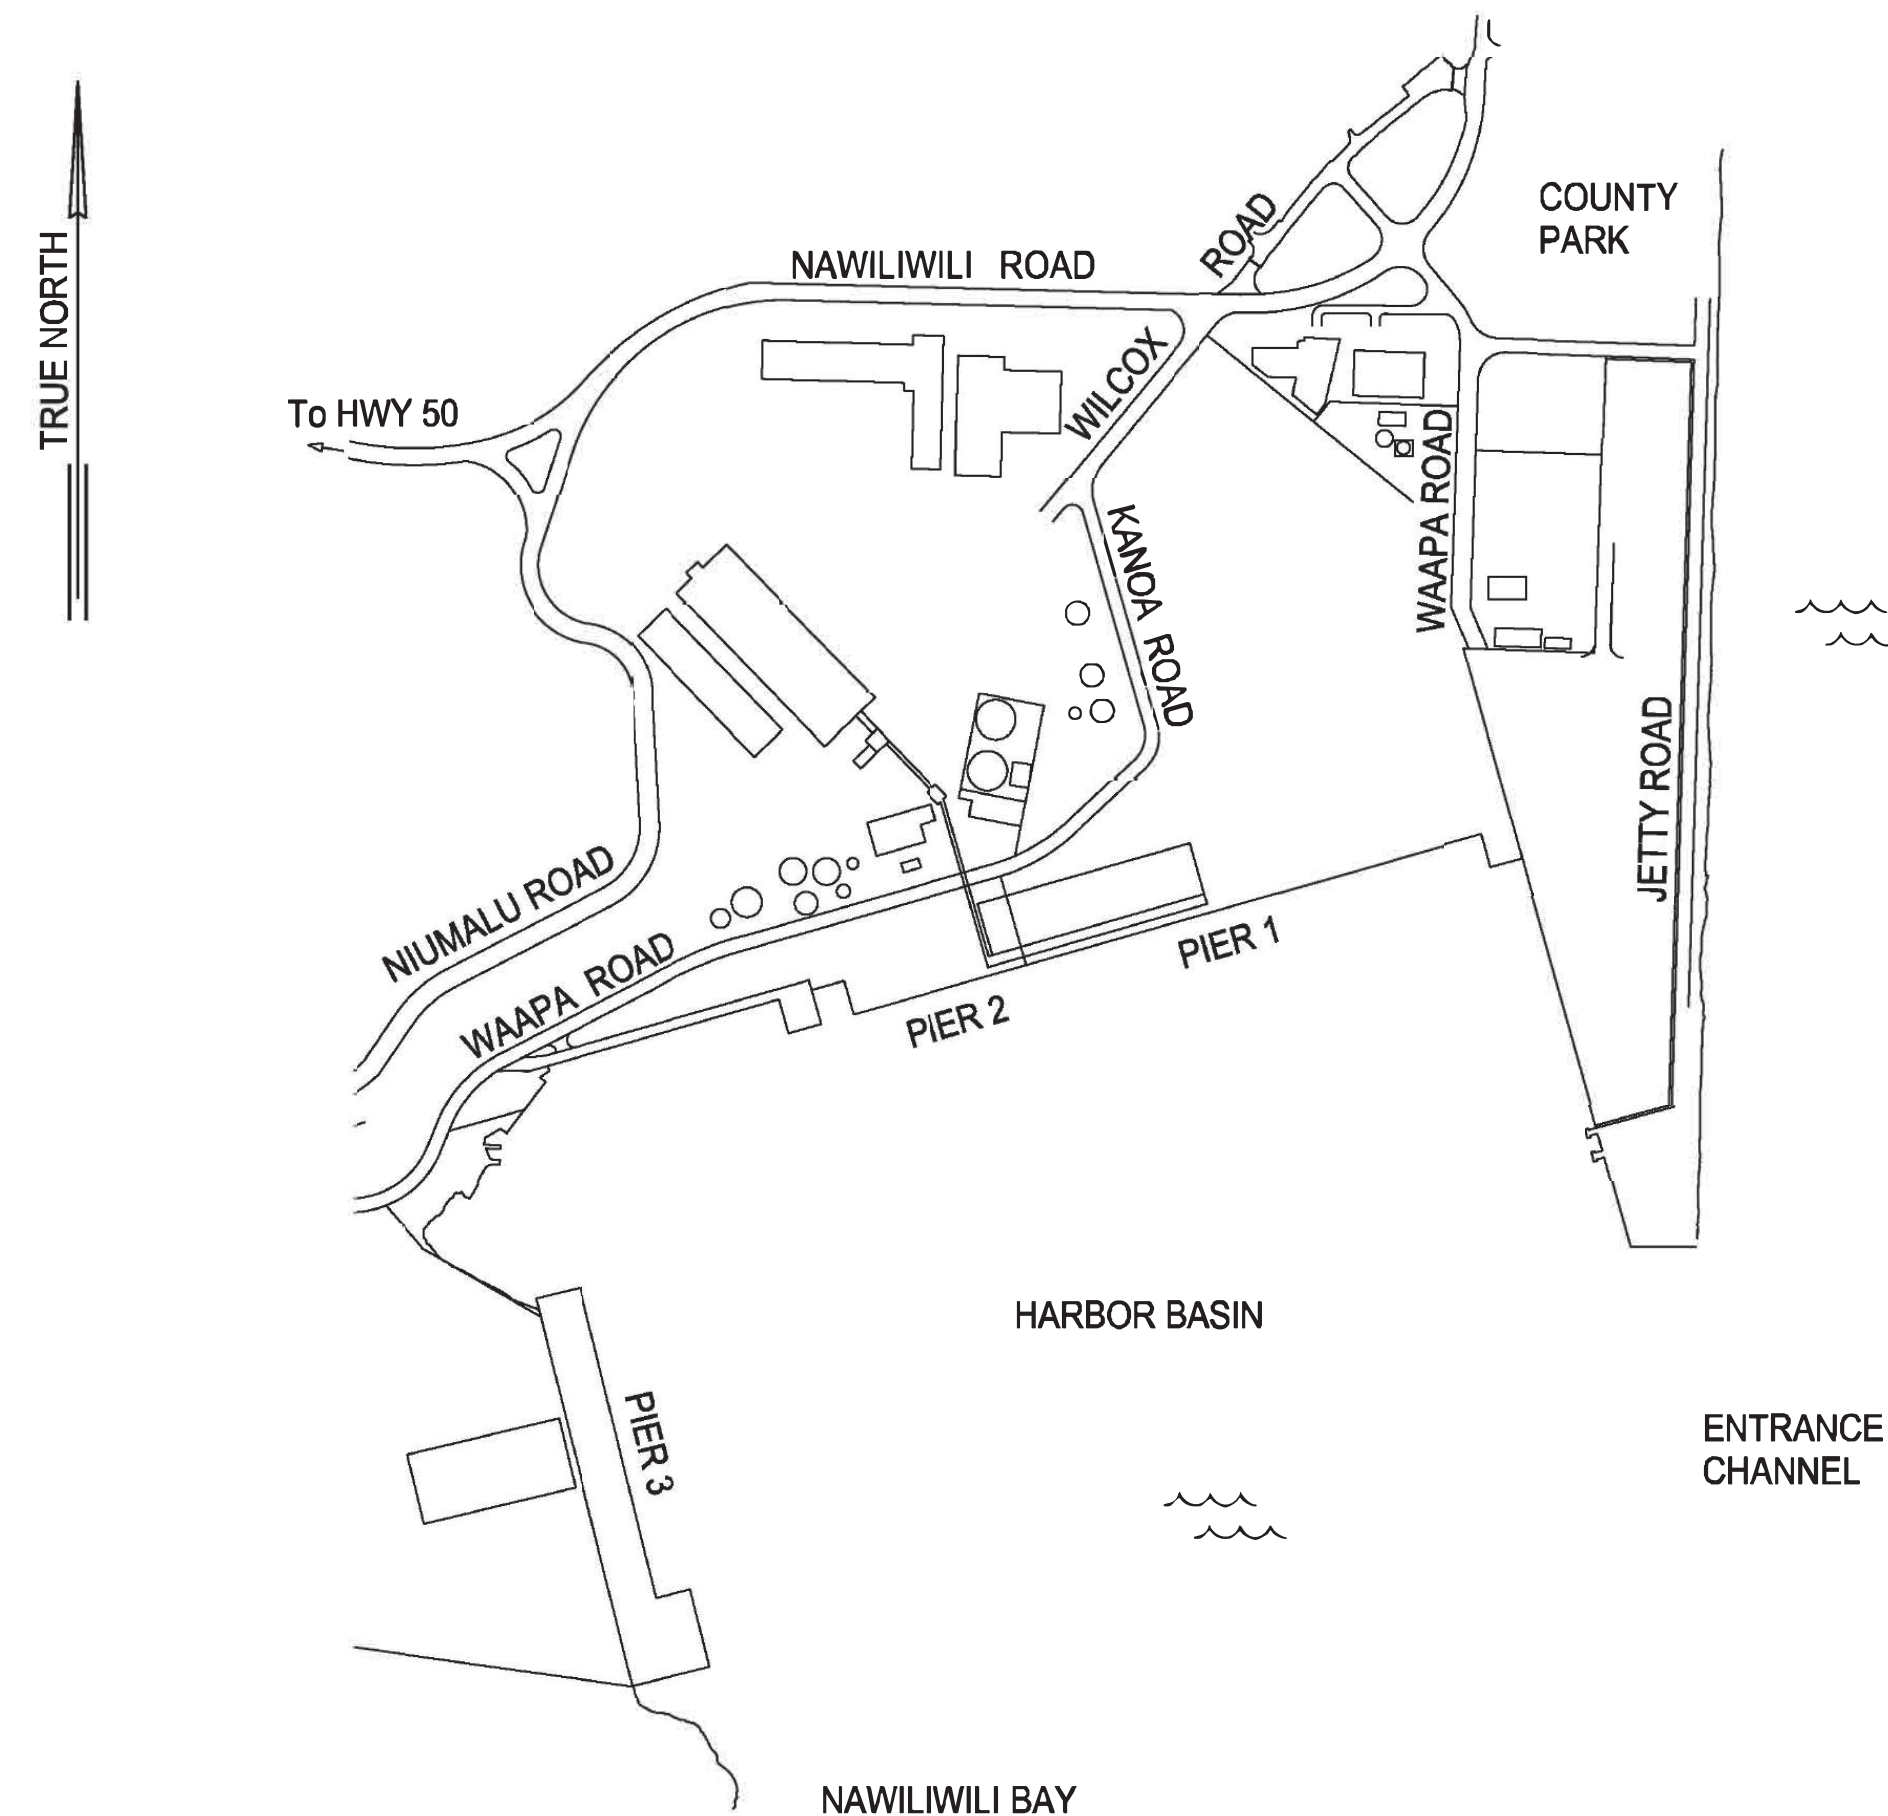 COUNTY
PARK
NAWILIWILI ROAD
WILCOX ROAD
TRUE NORTH
To HWY 50
WAAPA ROAD
KANOA ROAD
JETTY ROAD
NIUMALU ROAD
WAAPA ROAD
PIER 1
PIER 2
HARBOR BASIN
PIER 3
ENTRANCE
CHANNEL
NAWILIWILI BAY